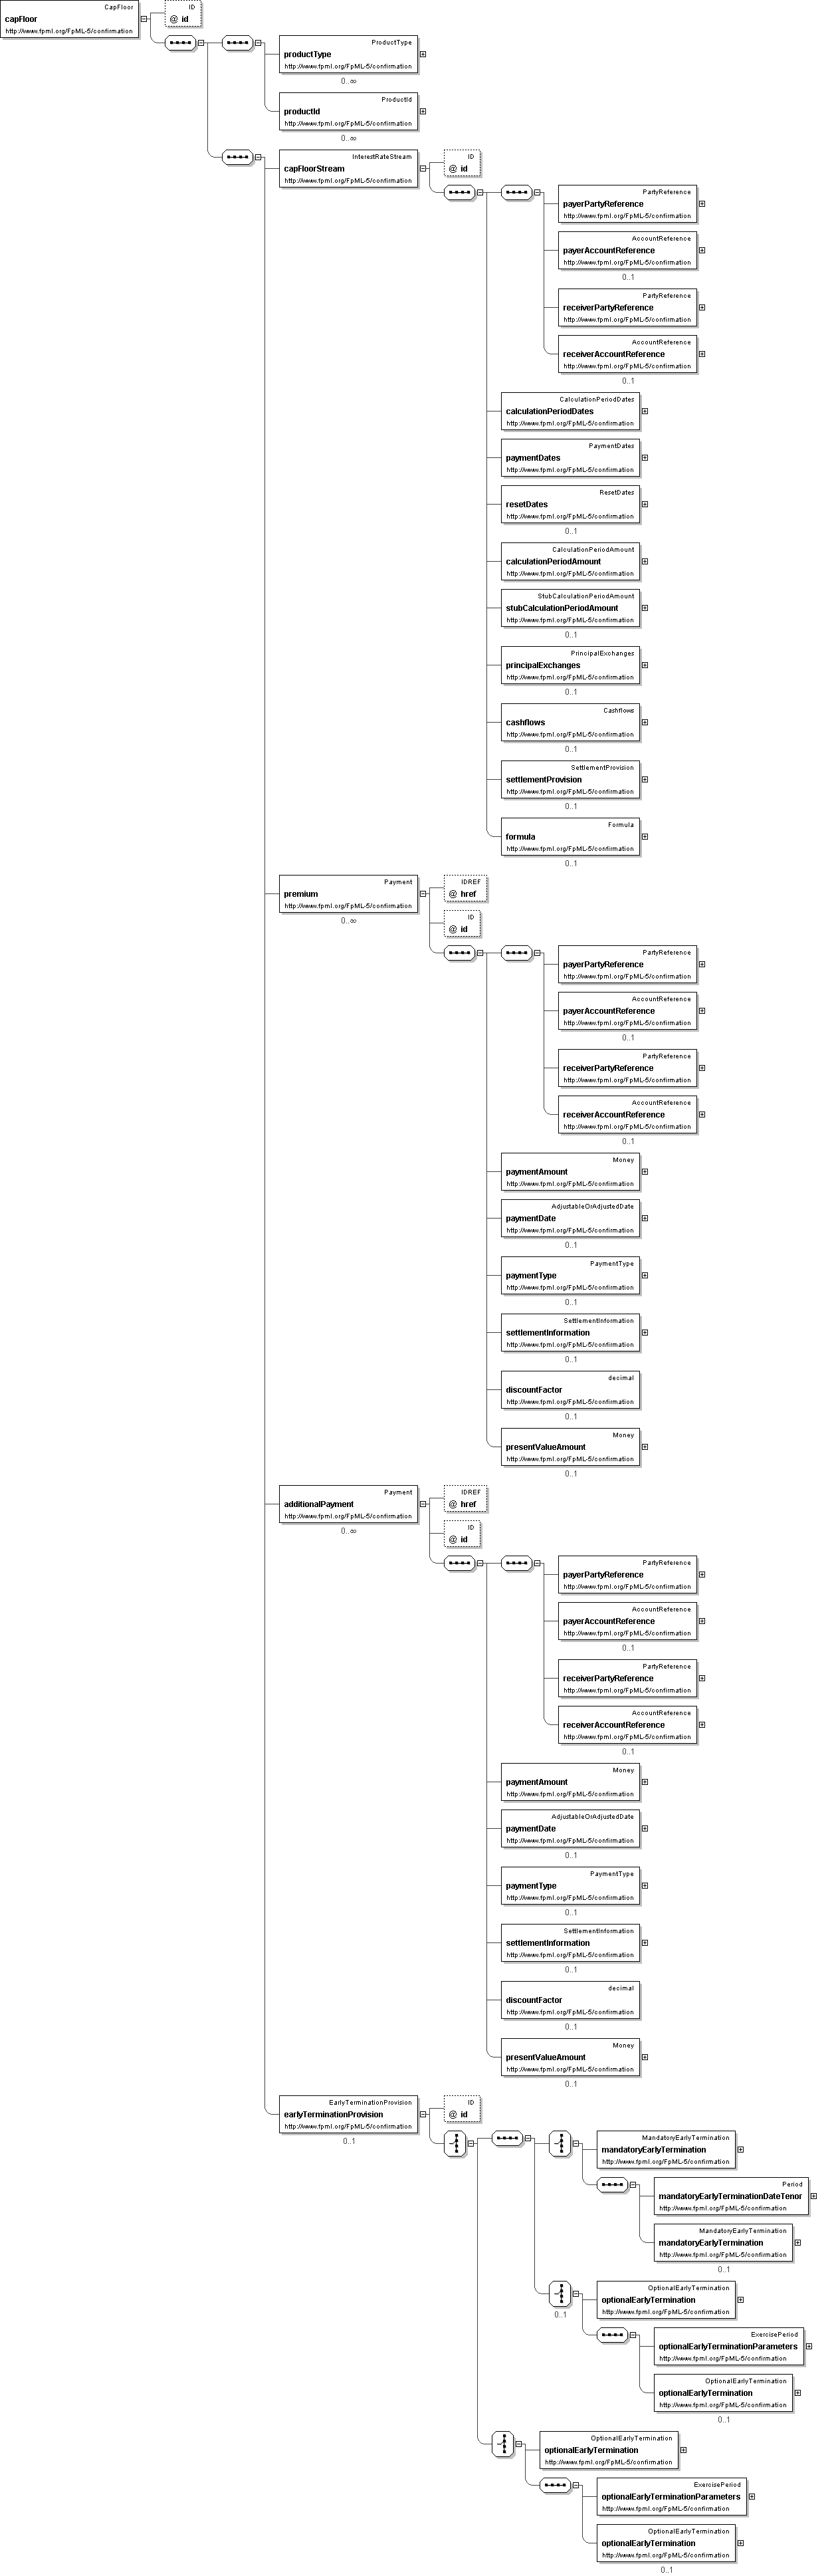 CapFloor
capFloor
http://www.fpml.org/FpML-5/confirmation
ID
@ id
ProductType
productType
http://www.fpml.org/FpML-5/confirmation
0..∞
ProductId
productId
http://www.fpml.org/FpML-5/confirmation
0..∞
InterestRateStream
capFloorStream
http://www.fpml.org/FpML-5/confirmation
ID
@ id
PartyReference
payerPartyReference
http://www.fpml.org/FpML-5/confirmation
AccountReference
payerAccountReference
http://www.fpml.org/FpML-5/confirmation
0..1
PartyReference
receiverPartyReference
http://www.fpml.org/FpML-5/confirmation
AccountReference
receiverAccountReference
http://www.fpml.org/FpML-5/confirmation
0..1
CalculationPeriodDates
calculationPeriodDates
http://www.fpml.org/FpML-5/confirmation
PaymentDates
paymentDates
http://www.fpml.org/FpML-5/confirmation
ResetDates
resetDates
http://www.fpml.org/FpML-5/confirmation
0..1
CalculationPeriodAmount
calculationPeriodAmount
http://www.fpml.org/FpML-5/confirmation
StubCalculationPeriodAmount
stubCalculationPeriodAmount
http://www.fpml.org/FpML-5/confirmation
0..1
PrincipalExchanges
principalExchanges
http://www.fpml.org/FpML-5/confirmation
0..1
Cashflows
cashflows
http://www.fpml.org/FpML-5/confirmation
0..1
SettlementProvision
settlementProvision
http://www.fpml.org/FpML-5/confirmation
0..1
Formula
formula
http://www.fpml.org/FpML-5/confirmation
0..1
Payment
premium
http://www.fpml.org/FpML-5/confirmation
0..∞
IDREF
@ href
ID
@ id
PartyReference
payerPartyReference
http://www.fpml.org/FpML-5/confirmation
AccountReference
payerAccountReference
http://www.fpml.org/FpML-5/confirmation
0..1
PartyReference
receiverPartyReference
http://www.fpml.org/FpML-5/confirmation
AccountReference
receiverAccountReference
http://www.fpml.org/FpML-5/confirmation
0..1
Money
paymentAmount
http://www.fpml.org/FpML-5/confirmation
AdjustableOrAdjustedDate
paymentDate
http://www.fpml.org/FpML-5/confirmation
0..1
PaymentType
paymentType
http://www.fpml.org/FpML-5/confirmation
0..1
SettlementInformation
settlementInformation
http://www.fpml.org/FpML-5/confirmation
0..1
decimal
discountFactor
http://www.fpml.org/FpML-5/confirmation
0..1
Money
presentValueAmount
http://www.fpml.org/FpML-5/confirmation
0..1
Payment
additionalPayment
http://www.fpml.org/FpML-5/confirmation
0..∞
IDREF
@ href
ID
@ id
PartyReference
payerPartyReference
http://www.fpml.org/FpML-5/confirmation
AccountReference
payerAccountReference
http://www.fpml.org/FpML-5/confirmation
0..1
PartyReference
receiverPartyReference
http://www.fpml.org/FpML-5/confirmation
AccountReference
receiverAccountReference
http://www.fpml.org/FpML-5/confirmation
0..1
Money
paymentAmount
http://www.fpml.org/FpML-5/confirmation
AdjustableOrAdjustedDate
paymentDate
http://www.fpml.org/FpML-5/confirmation
0..1
PaymentType
paymentType
http://www.fpml.org/FpML-5/confirmation
0..1
SettlementInformation
settlementInformation
http://www.fpml.org/FpML-5/confirmation
0..1
decimal
discountFactor
http://www.fpml.org/FpML-5/confirmation
0..1
Money
presentValueAmount
http://www.fpml.org/FpML-5/confirmation
0..1
EarlyTerminationProvision
earlyTerminationProvision
http://www.fpml.org/FpML-5/confirmation
0..1
ID
@ id
MandatoryEarlyTermination
mandatoryEarlyTermination
http://www.fpml.org/FpML-5/confirmation
Period
mandatoryEarlyTerminationDateTenor
http://www.fpml.org/FpML-5/confirmation
MandatoryEarlyTermination
mandatoryEarlyTermination
http://www.fpml.org/FpML-5/confirmation
0..1
OptionalEarlyTermination
optionalEarlyTermination
http://www.fpml.org/FpML-5/confirmation
0..1
ExercisePeriod
optionalEarlyTerminationParameters
http://www.fpml.org/FpML-5/confirmation
OptionalEarlyTermination
optionalEarlyTermination
http://www.fpml.org/FpML-5/confirmation
0..1
OptionalEarlyTermination
optionalEarlyTermination
http://www.fpml.org/FpML-5/confirmation
ExercisePeriod
optionalEarlyTerminationParameters
http://www.fpml.org/FpML-5/confirmation
OptionalEarlyTermination
optionalEarlyTermination
http://www.fpml.org/FpML-5/confirmation
0..1